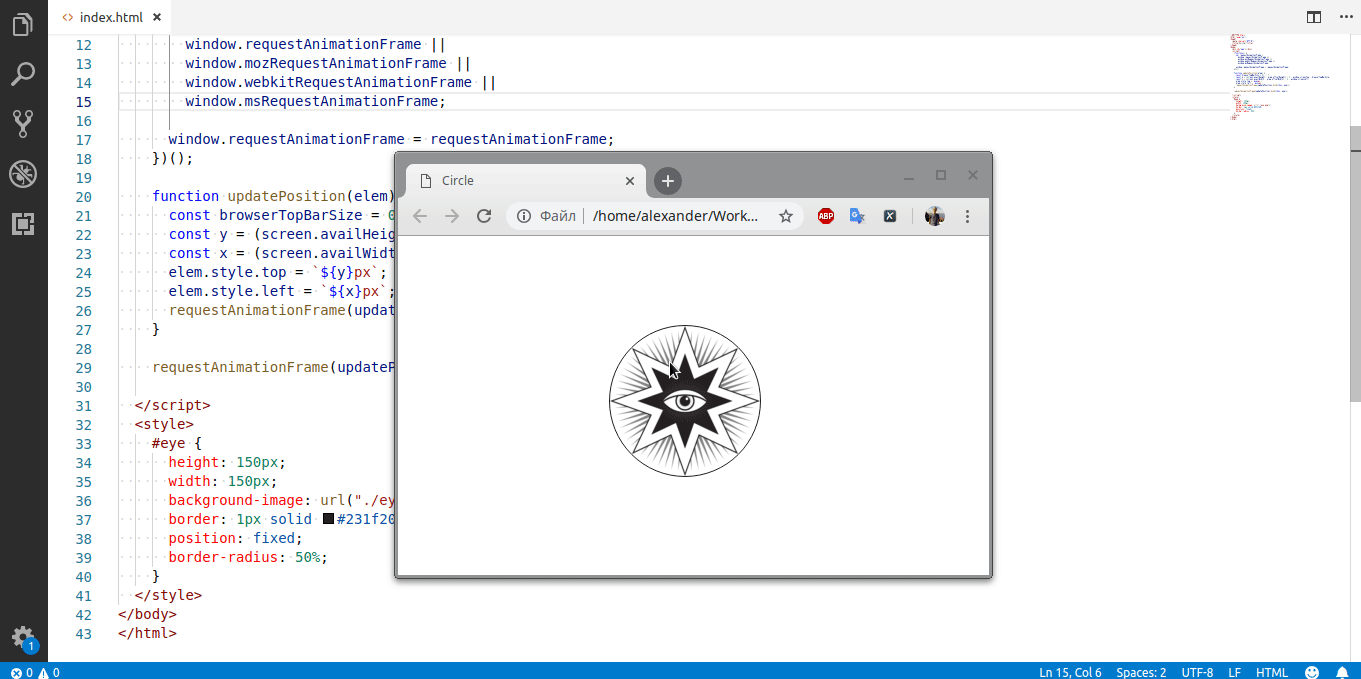 index.html
12 window.requestAnimationFrame ||
13 window.mozRequestAnimationFrame ||
14 window.webkitRequestAnimationFrame ||
15 window.msRequestAnimationFrame;
16
17 window.requestAnimationFrame = requestAnimationFrame;
18 })();
19
20 function updatePosition(elem)
21 const browserTopBarSize = 0
22 const y = (screen.availHeig
23 const x = (screen.availWidt
24 elem.style.top = `${y}px`;
25 elem.style.left = `${x}px`;
26 requestAnimationFrame(updat
27 }
28
29 requestAnimationFrame(updateP
30
31 </script>
32 <style>
33 #eye {
34 height: 150px;
35 width: 150px;
36 background-image: url("./ey
37 border: 1px solid #231f20
38 position: fixed;
39 border-radius: 50%;
40 }
41 </style>
42 </body>
43 </html>
Circle
Файл /home/alexander/Work...
ABP
X
1
0 0
Ln 15, Col 6 Spaces: 2 UTF-8 LF HTML